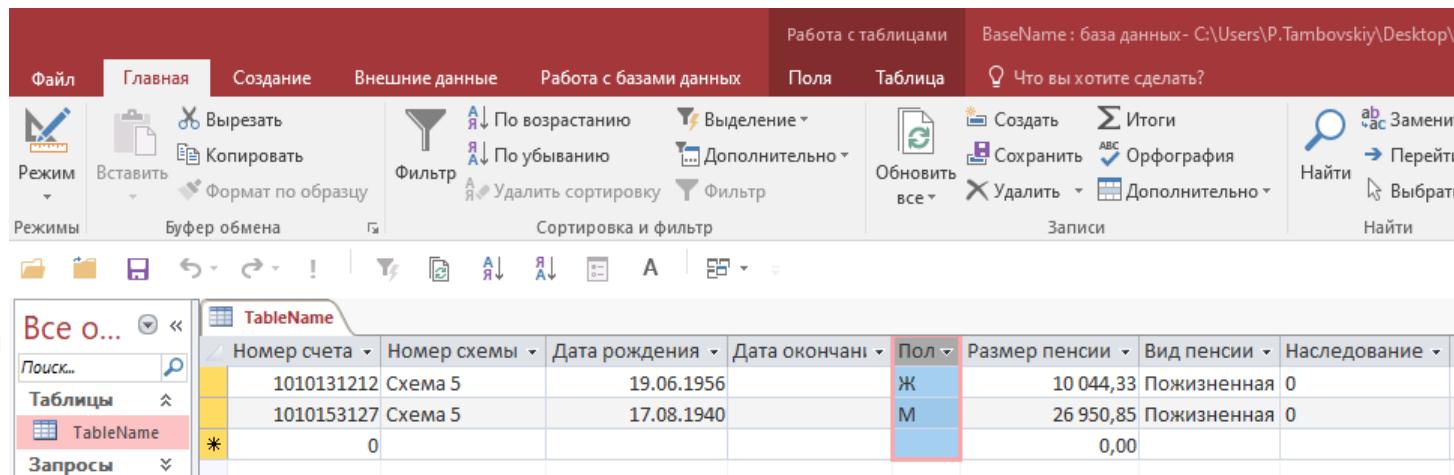 Работа с таблицами BaseName : база данных- C:\Users\P.Tambovskiy\Desktop\
Файл Главная Создание Внешние данные Работа с базами данных Поля Таблица Что вы хотите сделать?
Вырезать По возрастанию Выделение Создать Итоги Замени
Копировать По убыванию Дополнительно Сохранить Орфография Перейти
Режим Вставить Формат по образцу Фильтр Удалить сортировку Фильтр Обновить все Удалить Дополнительно Найти Выбрат
Режимы Буфер обмена Сортировка и фильтр Записи Найти
Все о... « TableName
Номер счета Номер схемы Дата рождения Дата окончани Пол Размер пенсии Вид пенсии Наследование
Поиск...
1010131212 Схема 5 19.06.1956 Ж 10 044,33 Пожизненная 0
Таблицы
1010153127 Схема 5 17.08.1940 М 26 950,85 Пожизненная 0
TableName
0 0,00
Запросы